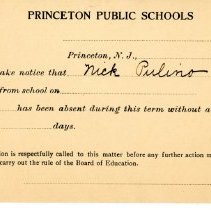 PRINCETON PUBLIC SCHOOLS
Princeton, N. J.,
ake notice that Nick Pulino
from school on
has been absent during this term without a
days.
ion is respectfully called to this matter before any further action m
carry out the rule of the Board of Education.